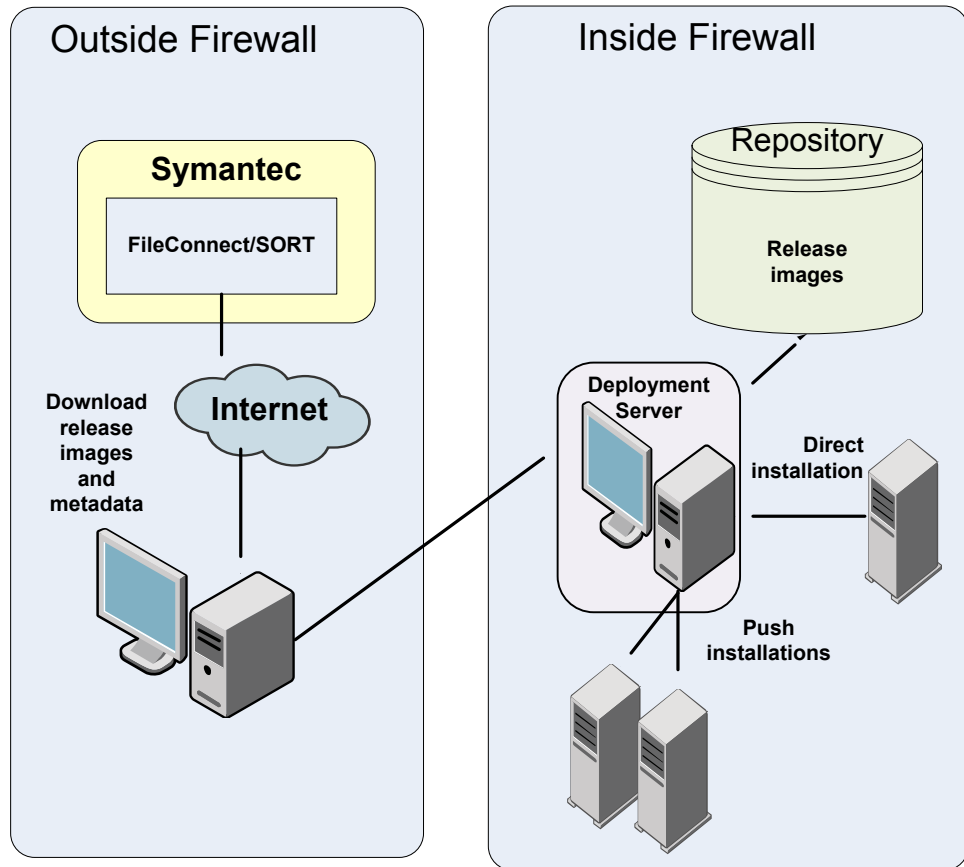 Outside Firewall
Symantec
FileConnect/SORT
Internet
Download
release
images
and
metadata
Inside Firewall
Repository
Release
images
Deployment
Server
Direct
installation
Push
installations